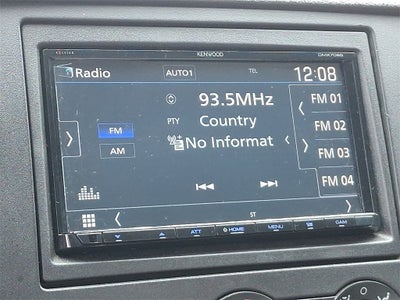 KENWOOD
Radio
AUTO1
TEL
12:08
93.5MHz
FM 01
PTY
Country
FM 02
FM
No Informat
FM 03
AM
FM 04
ST
ATT
HOME
MENU
CAM